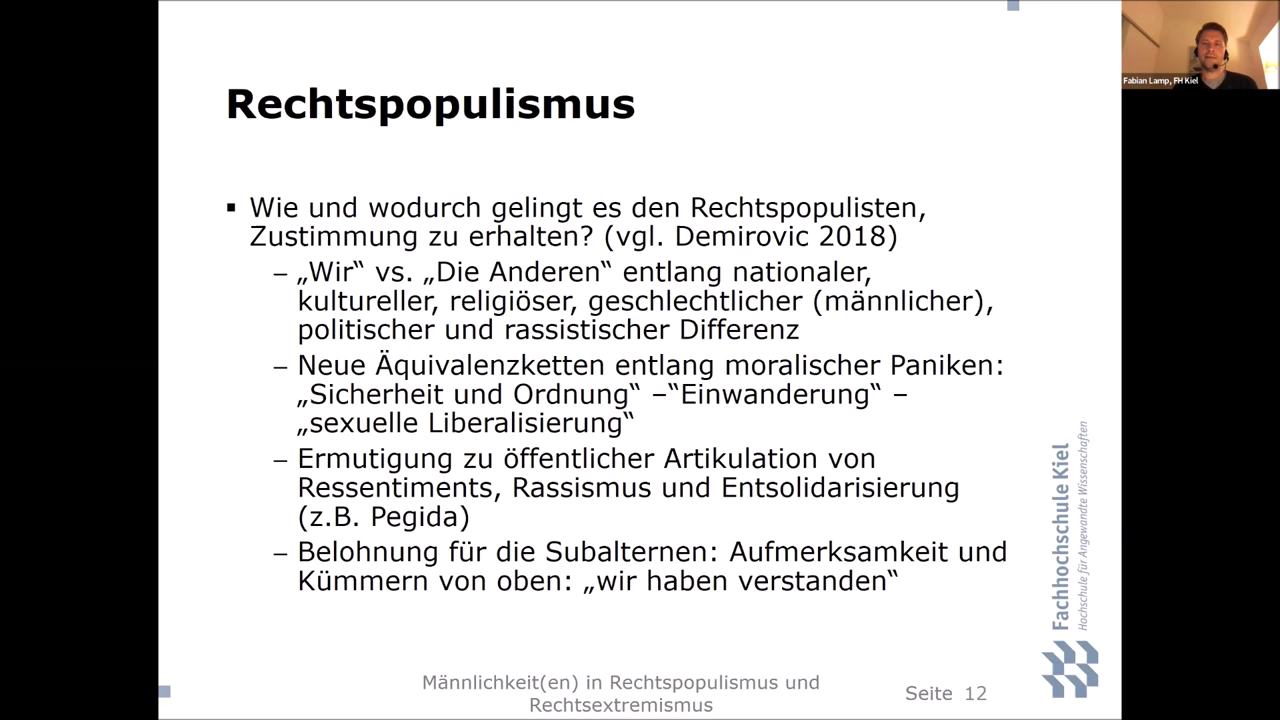 Rechtspopulismus
▪ Wie und wodurch gelingt es den Rechtspopulisten,
Zustimmung zu erhalten? (vgl. Demirovic 2018)
– „Wir“ vs. „Die Anderen“ entlang nationaler,
kultureller, religiöser, geschlechtlicher (männlicher),
politischer und rassistischer Differenz
– Neue Äquivalenzketten entlang moralischer Paniken:
„Sicherheit und Ordnung“ –“Einwanderung“ –
„sexuelle Liberalisierung“
– Ermutigung zu öffentlicher Artikulation von
Ressentiments, Rassismus und Entsolidarisierung
(z.B. Pegida)
– Belohnung für die Subalternen: Aufmerksamkeit und
Kümmern von oben: „wir haben verstanden“
Männlichkeit(en) in Rechtspopulismus und
Rechtsextremismus
Seite 12
Fachhochschule Kiel
Hochschule für Angewandte Wissenschaften
Fabian Lamp, FH Kiel